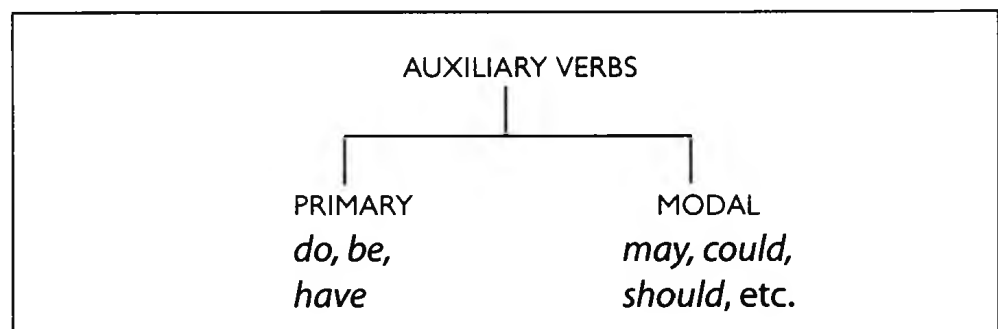 AUXILIARY VERBS
PRIMARY MODAL
do, be, may, could,
have should, etc.